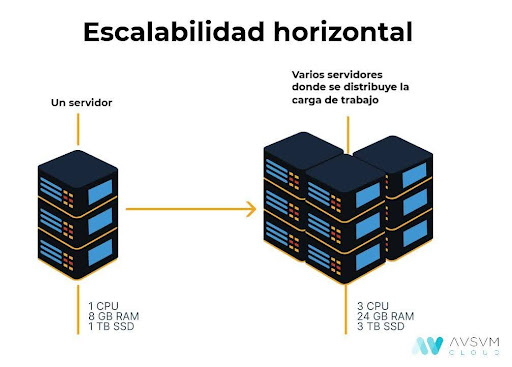 Escalabilidad horizontal
Un servidor
Varios servidores
donde se distribuye la
carga de trabajo
1 CPU
8 GB RAM
1 TB SSD
3 CPU
24 GB RAM
3 TB SSD
AVSVM
CLOUD